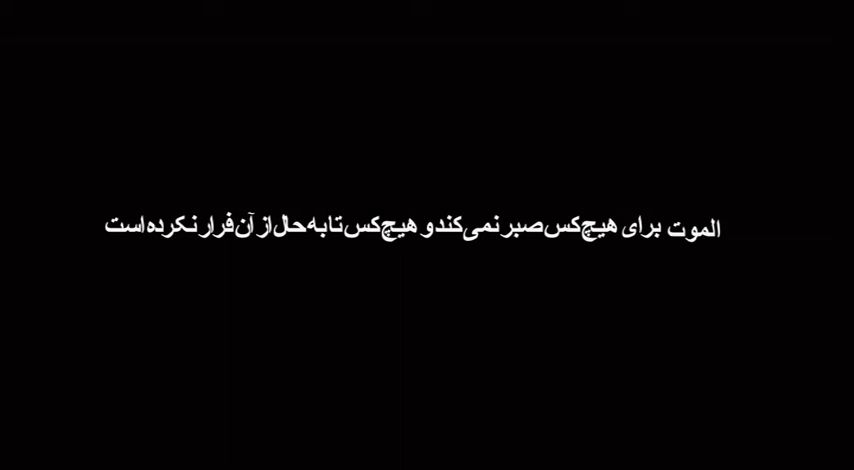 الموت برای هیچ‌کس صبر نمی‌کند و هیچ‌کس تا به حال از آن فرار نکرده است